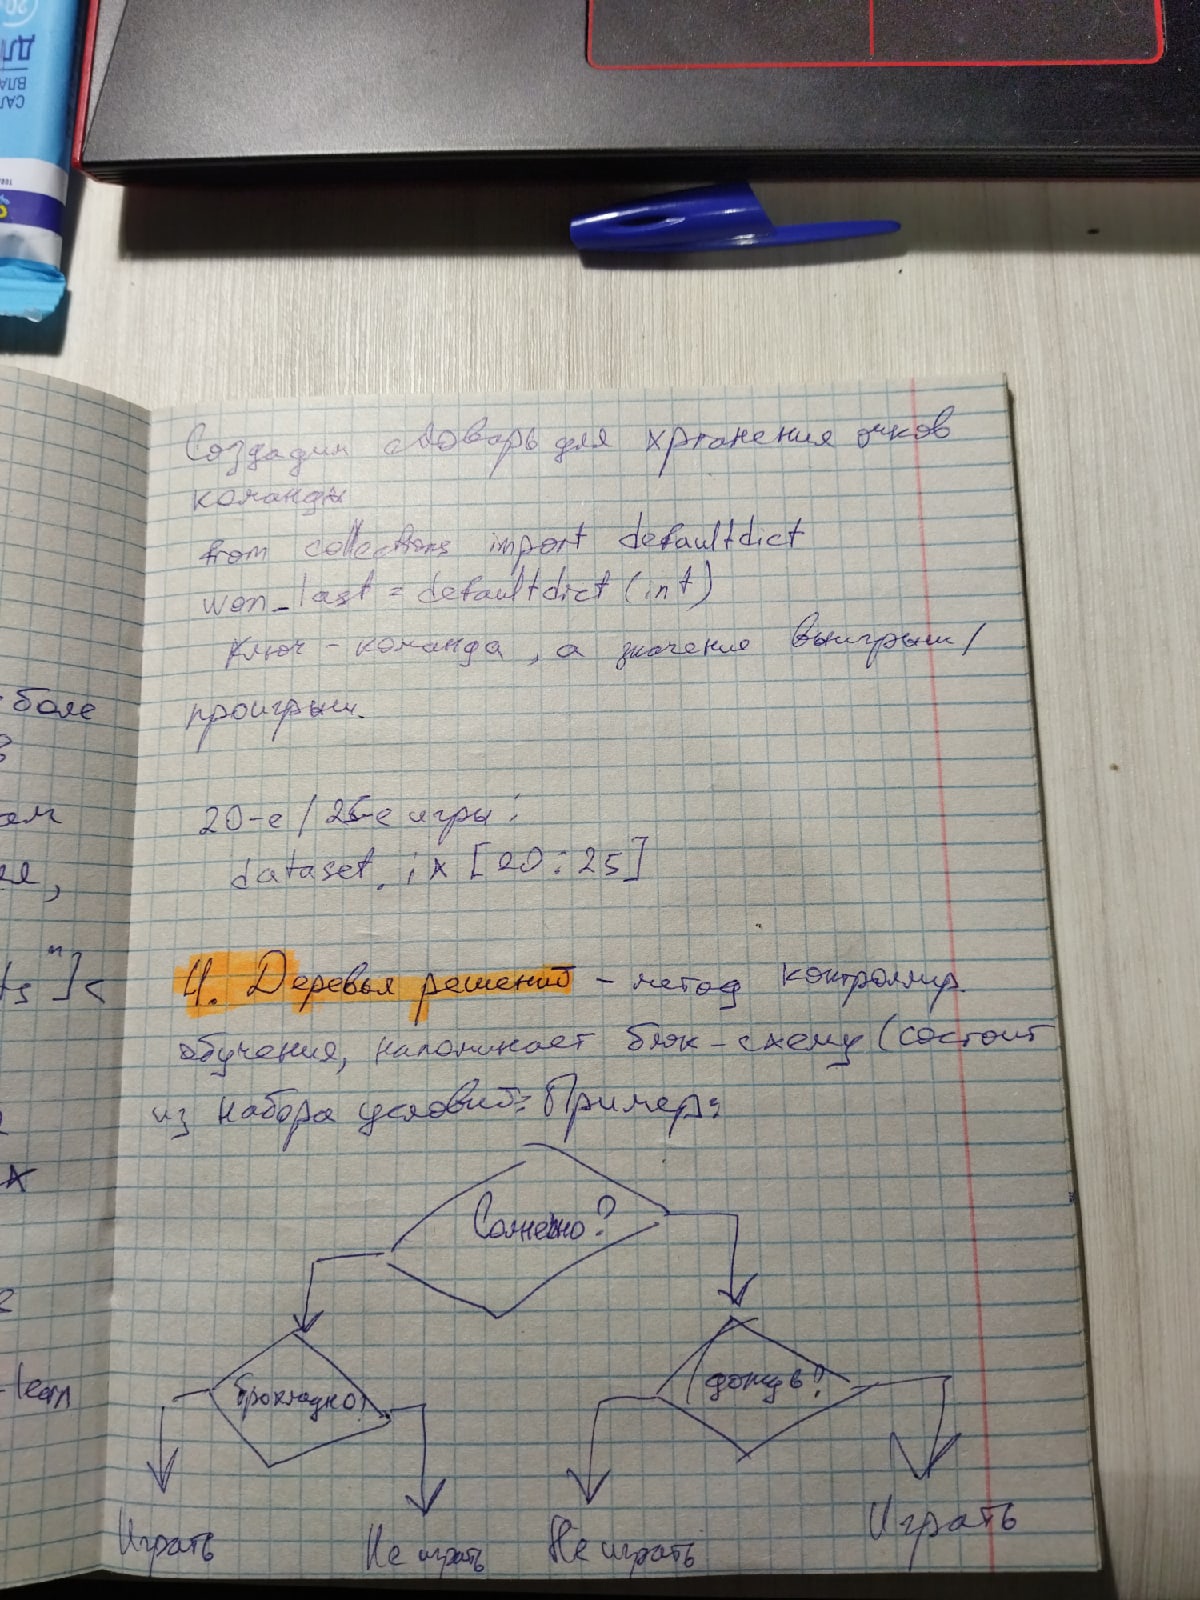 Создадим словарь для хранения очков
команды
from collections import defaultdict
won_last = defaultdict (int)
Ключ - команда, а значение выигрыш /
проигрыш.
20-е / 25-е игры:
dataset.ix [20:25]
4. Деревья решений - метод контролир.
обучения, напоминает блок-схему (состоит
из набора условий: Пример:
Солнечно?
Прохладно?
дождь?
Играть
Не играть
Не играть
Играть
боле
ts"]<
-learn